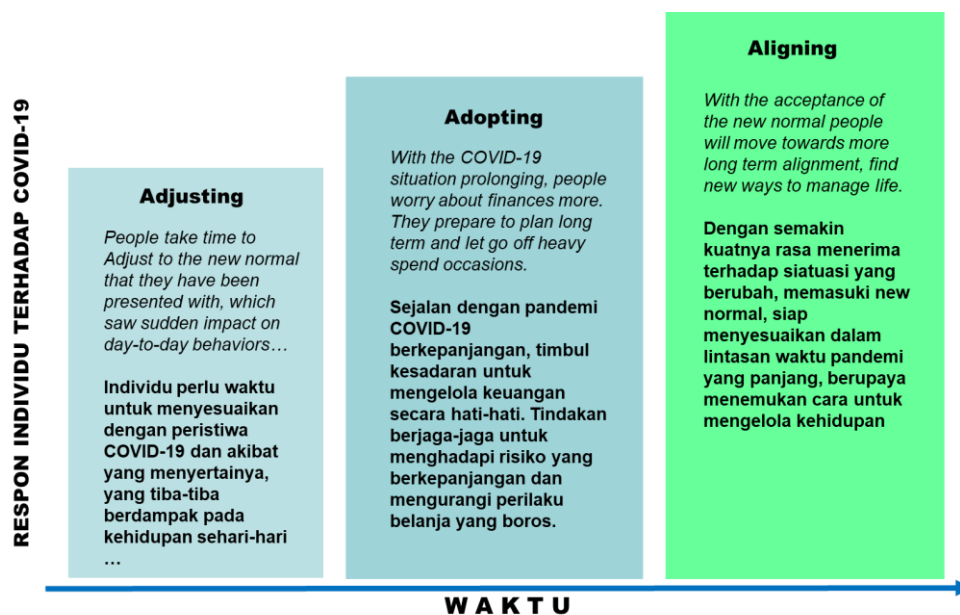 RESPON INDIVIDU TERHADAP COVID-19
Adjusting
People take time to
Adjust to the new normal
that they have been
presented with, which
saw sudden impact on
day-to-day behaviors…
Individu perlu waktu
untuk menyesuaikan
dengan peristiwa
COVID-19 dan akibat
yang menyertainya,
yang tiba-tiba
berdampak pada
kehidupan sehari-hari
…
Adopting
With the COVID-19
situation prolonging, people
worry about finances more.
They prepare to plan long
term and let go off heavy
spend occasions.
Sejalan dengan pandemi
COVID-19
berkepanjangan, timbul
kesadaran untuk
mengelola keuangan
secara hati-hati. Tindakan
berjaga-jaga untuk
menghadapi risiko yang
berkepanjangan dan
mengurangi perilaku
belanja yang boros.
Aligning
With the acceptance of
the new normal people
will move towards more
long term alignment, find
new ways to manage life.
Dengan semakin
kuatnya rasa menerima
terhadap siatuasi yang
berubah, memasuki new
normal, siap
menyesuaikan dalam
lintasan waktu pandemi
yang panjang, berupaya
menemukan cara untuk
mengelola kehidupan
W A K T U